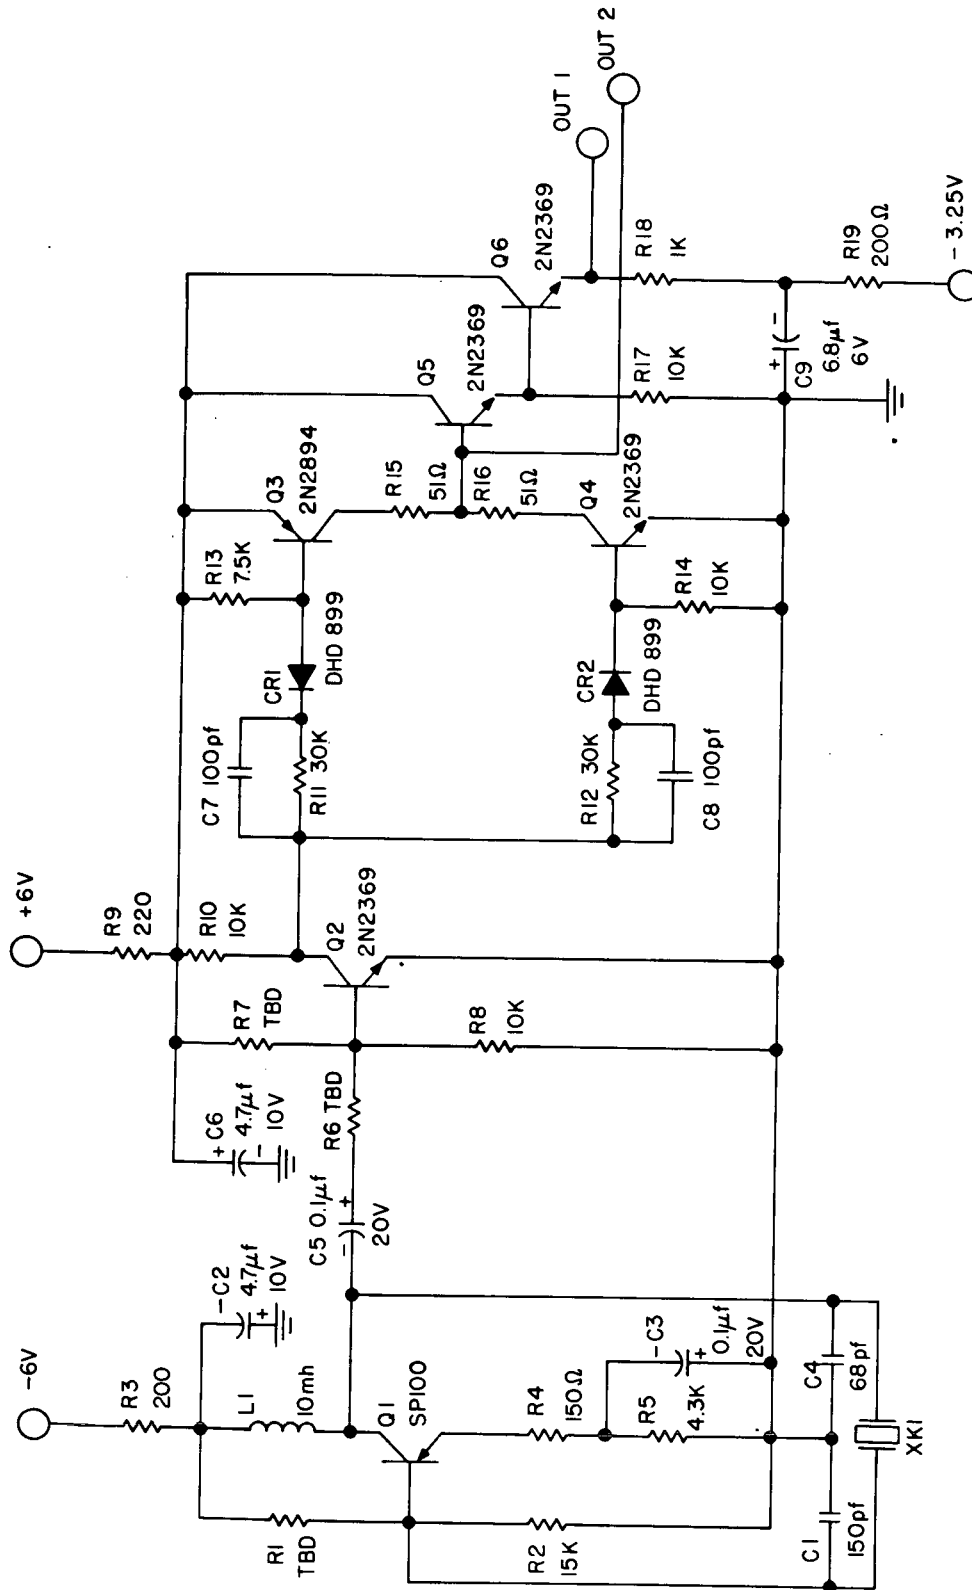 -6V
R3
200
-C2
4.7µf
+ 10V
L1
10mh
R1
TBD
Q1
SP100
R2
15K
R4
150Ω
R5
4.3K
-C3
+ 0.1µf
20V
C1
150pf
C4
68pf
XK1
C5 0.1µf
- +
20V
R6 TBD
+C6
4.7µf
- 10V
R7
TBD
R8
10K
+6V
R9
220
R10
10K
Q2
2N2369
C7 100pf
R11 30K
CR1
DHD 899
R12 30K
C8 100pf
CR2
DHD 899
R13
7.5K
R14
10K
Q3
2N2894
R15
51Ω
R16
51Ω
Q4
2N2369
Q5
2N2369
Q6
2N2369
R17
10K
R18
1K
+ -
C9
6.8µf
6V
R19
200Ω
-3.25V
OUT 1
OUT 2